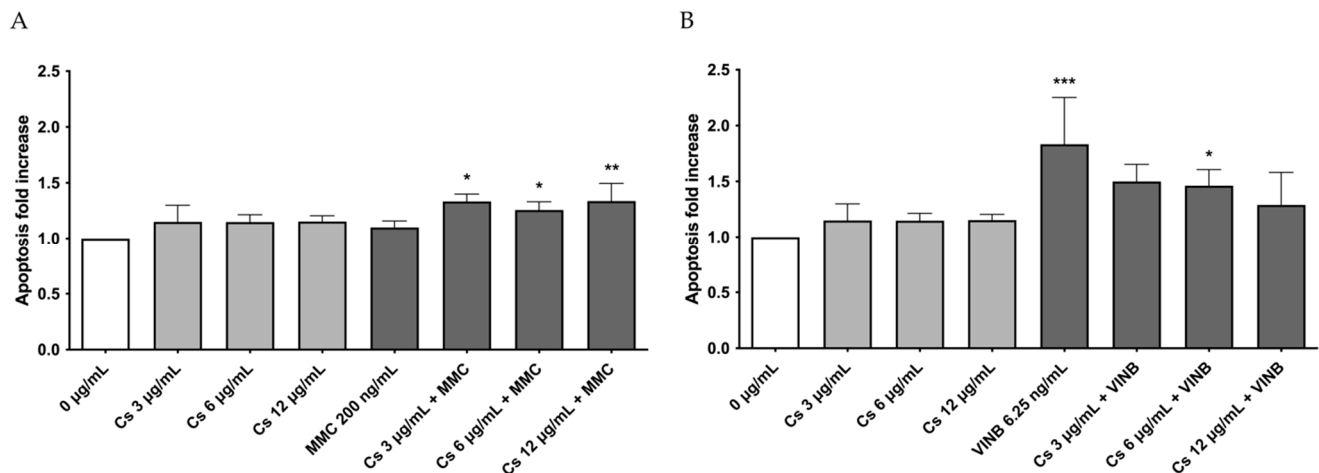 A
Apoptosis fold increase
2.5
2.0
1.5
1.0
0.5
0.0
*
*
**
0 µg/mL
Cs 3 µg/mL
Cs 6 µg/mL
Cs 12 µg/mL
MMC 200 ng/mL
Cs 3 µg/mL + MMC
Cs 6 µg/mL + MMC
Cs 12 µg/mL + MMC
B
Apoptosis fold increase
2.5
2.0
1.5
1.0
0.5
0.0
***
*
0 µg/mL
Cs 3 µg/mL
Cs 6 µg/mL
Cs 12 µg/mL
VINB 6.25 ng/mL
Cs 3 µg/mL + VINB
Cs 6 µg/mL + VINB
Cs 12 µg/mL + VINB